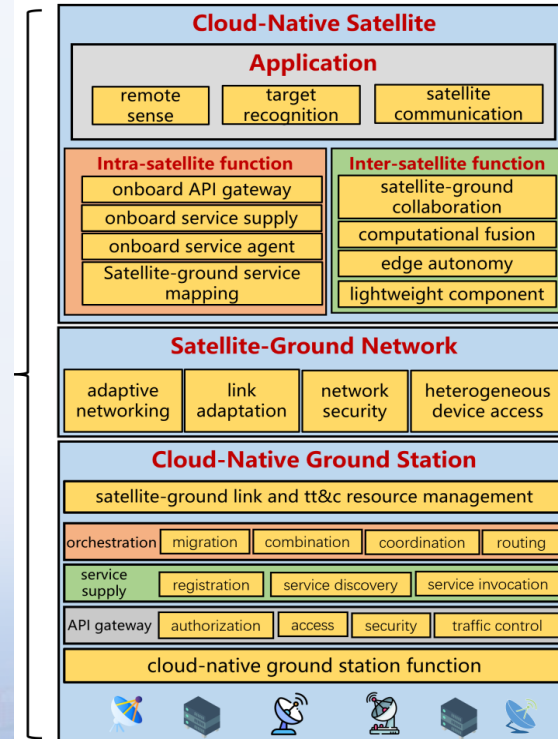 Cloud-Native Satellite
Application
remote
sense
target
recognition
satellite
communication
Intra-satellite function
onboard API gateway
onboard service supply
onboard service agent
Satellite-ground service
mapping
Inter-satellite function
satellite-ground
collaboration
computational fusion
edge autonomy
lightweight component
Satellite-Ground Network
adaptive
networking
link
adaptation
network
security
heterogeneous
device access
Cloud-Native Ground Station
satellite-ground link and tt&c resource management
orchestration
migration
combination
coordination
routing
service
supply
registration
service discovery
service invocation
API gateway
authorization
access
security
traffic control
cloud-native ground station function